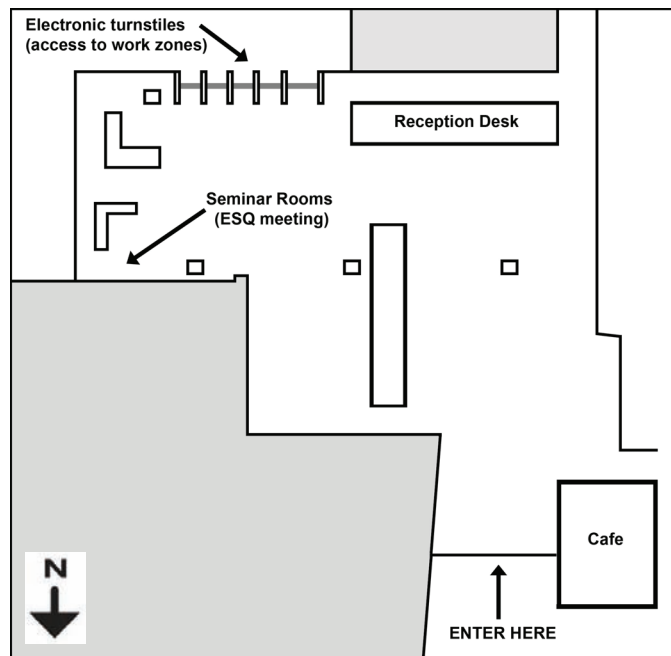 Electronic turnstiles
(access to work zones)
Reception Desk
Seminar Rooms
(ESQ meeting)
Cafe
N
ENTER HERE